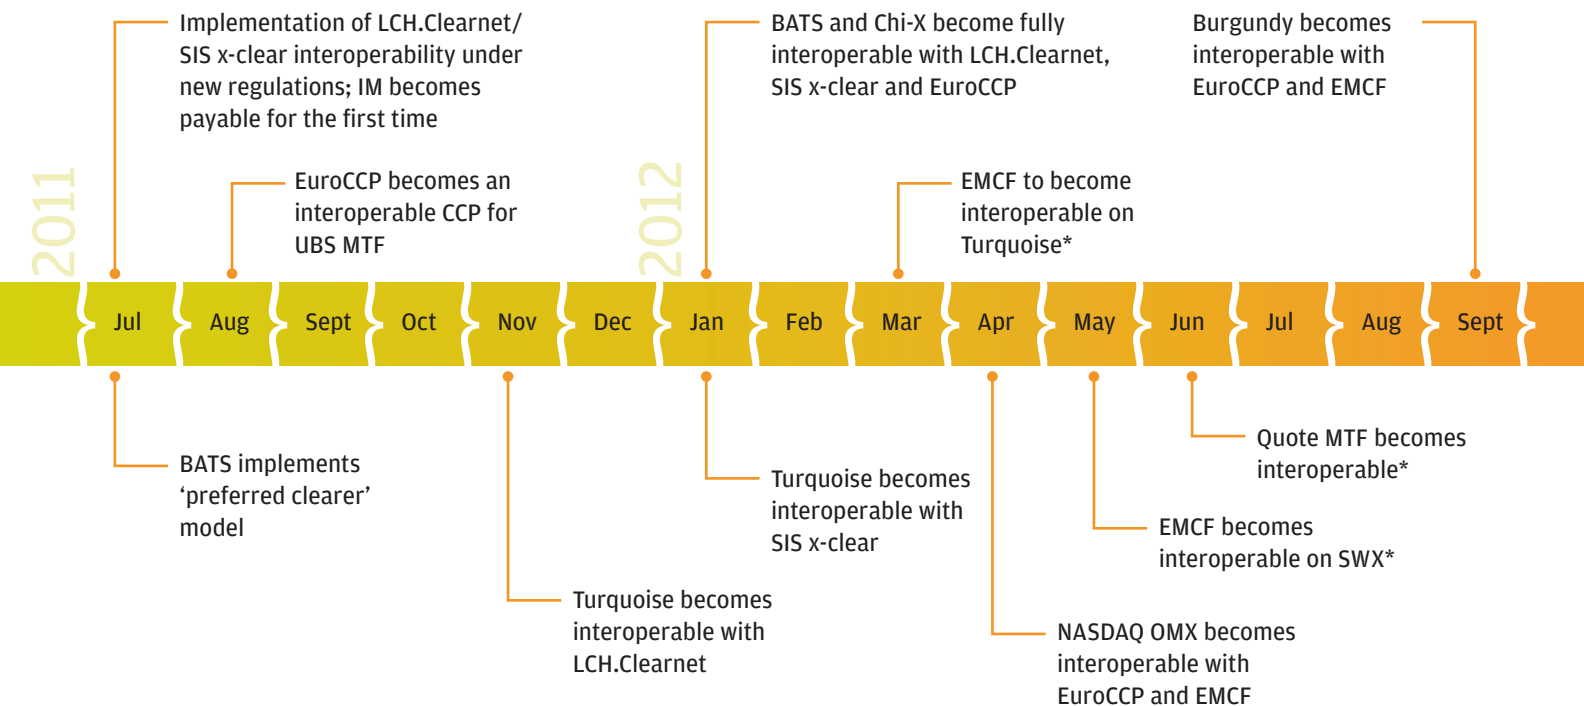 Implementation of LCH.Clearnet/
SIS x-clear interoperability under
new regulations; IM becomes
payable for the first time
BATS and Chi-X become fully
interoperable with LCH.Clearnet,
SIS x-clear and EuroCCP
Burgundy becomes
interoperable with
EuroCCP and EMCF
2011
EuroCCP becomes an
interoperable CCP for
UBS MTF
2012
EMCF to become
interoperable on
Turquoise*
Jul Aug Sept Oct Nov Dec Jan Feb Mar Apr May Jun Jul Aug Sept
BATS implements
‘preferred clearer’
model
Turquoise becomes
interoperable with
LCH.Clearnet
Turquoise becomes
interoperable with
SIS x-clear
NASDAQ OMX becomes
interoperable with
EuroCCP and EMCF
EMCF becomes
interoperable on SWX*
Quote MTF becomes
interoperable*